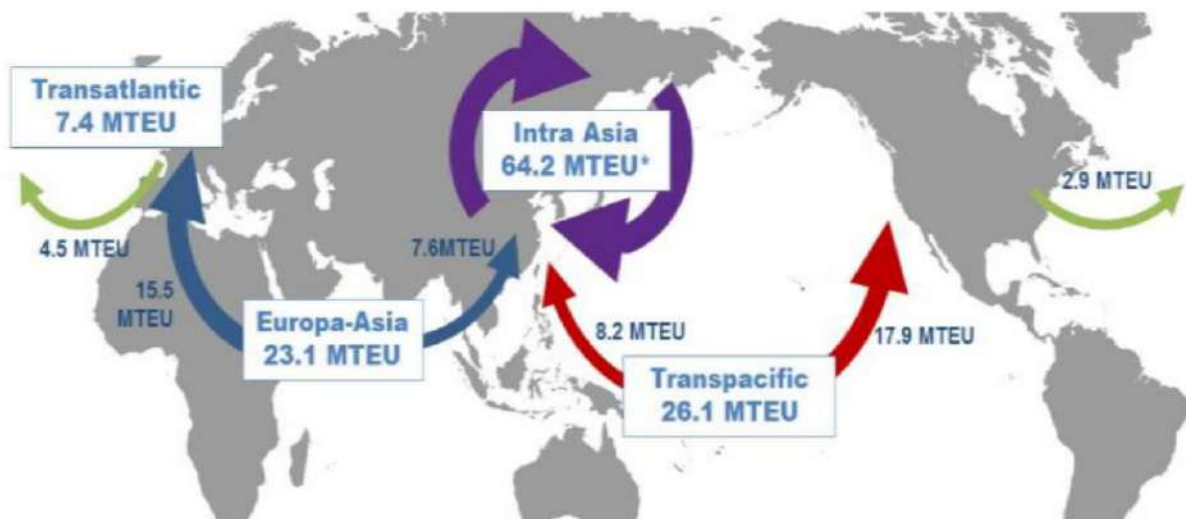 Transatlantic
7.4 MTEU
4.5 MTEU
15.5
MTEU
Europa-Asia
23.1 MTEU
7.6MTEU
Intra Asia
64.2 MTEU*
8.2 MTEU
Transpacific
26.1 MTEU
17.9 MTEU
2.9 MTEU